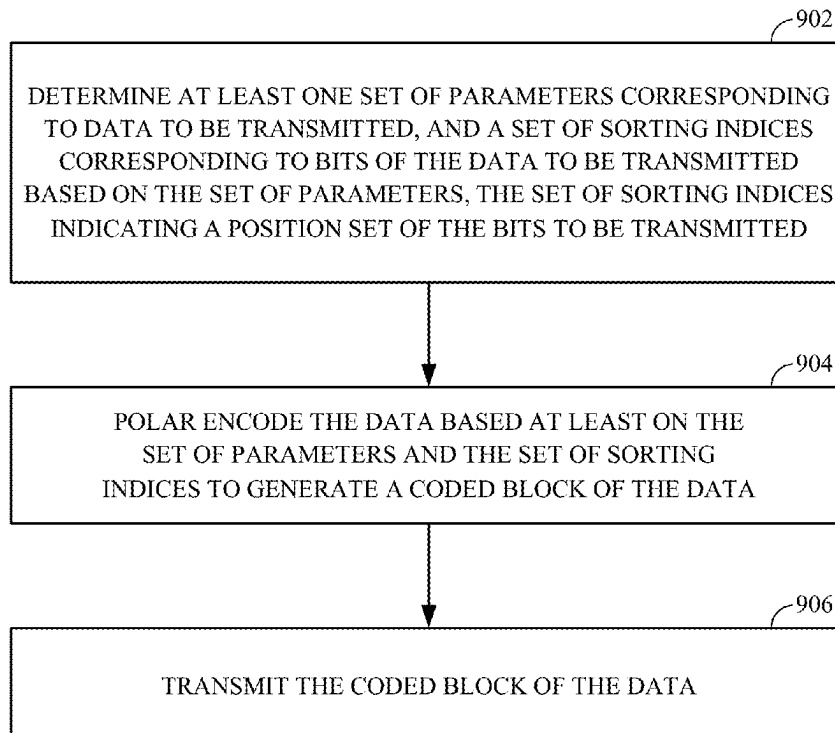 902
DETERMINE AT LEAST ONE SET OF PARAMETERS CORRESPONDING
TO DATA TO BE TRANSMITTED, AND A SET OF SORTING INDICES
CORRESPONDING TO BITS OF THE DATA TO BE TRANSMITTED
BASED ON THE SET OF PARAMETERS, THE SET OF SORTING INDICES
INDICATING A POSITION SET OF THE BITS TO BE TRANSMITTED
904
POLAR ENCODE THE DATA BASED AT LEAST ON THE
SET OF PARAMETERS AND THE SET OF SORTING
INDICES TO GENERATE A CODED BLOCK OF THE DATA
906
TRANSMIT THE CODED BLOCK OF THE DATA